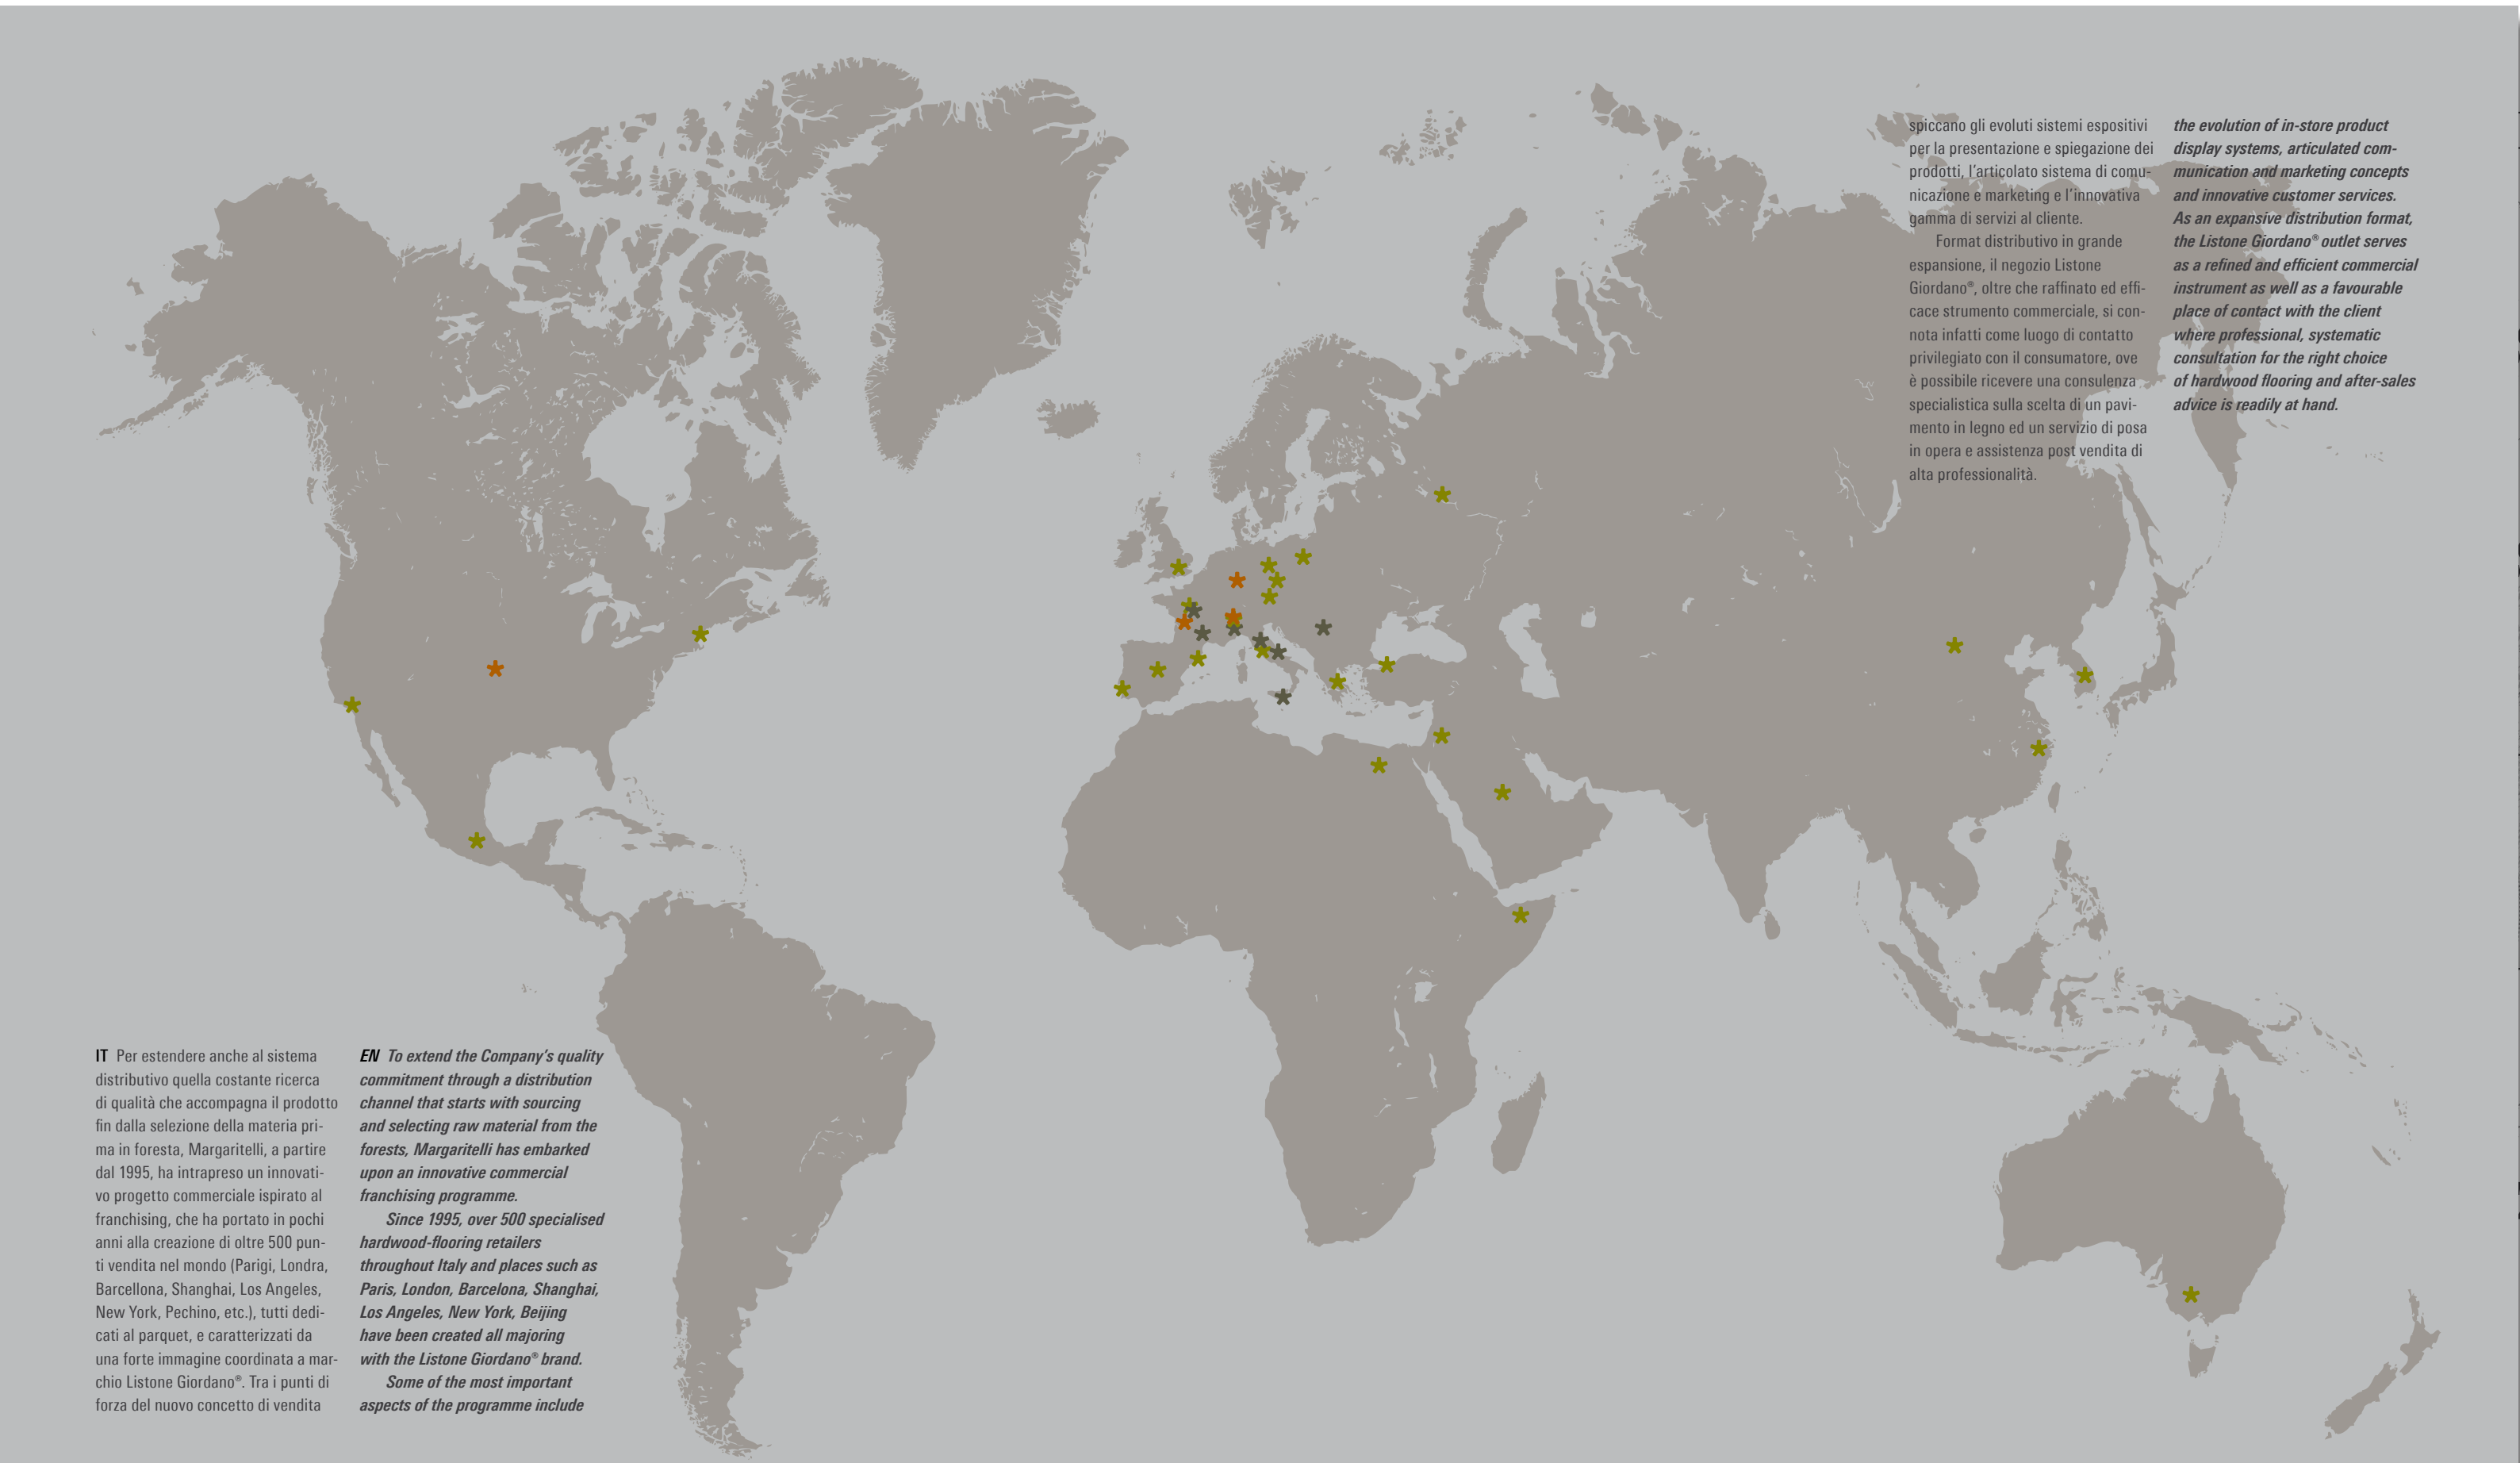 IT Per estendere anche al sistema
distributivo quella costante ricerca
di qualità che accompagna il prodotto
fin dalla selezione della materia pri-
ma in foresta, Margaritelli, a partire
dal 1995, ha intrapreso un innovati-
vo progetto commerciale ispirato al
franchising, che ha portato in pochi
anni alla creazione di oltre 500 pun-
ti vendita nel mondo (Parigi, Londra,
Barcellona, Shanghai, Los Angeles,
New York, Pechino, etc.), tutti dedi-
cati al parquet, e caratterizzati da
una forte immagine coordinata a mar-
chio Listone Giordano®. Tra i punti di
forza del nuovo concetto di vendita
spiccano gli evoluti sistemi espositivi
per la presentazione e spiegazione dei
prodotti, l'articolato sistema di comu-
nicazione e marketing e l'innovativa
gamma di servizi al cliente.
Format distributivo in grande
espansione, il negozio Listone
Giordano®, oltre che raffinato ed effi-
cace strumento commerciale, si con-
nota infatti come luogo di contatto
privilegiato con il consumatore, ove
è possibile ricevere una consulenza
specialistica sulla scelta di un pavi-
mento in legno ed un servizio di posa
in opera e assistenza post vendita di
alta professionalità.
EN To extend the Company's quality
commitment through a distribution
channel that starts with sourcing
and selecting raw material from the
forests, Margaritelli has embarked
upon an innovative commercial
franchising programme.
Since 1995, over 500 specialised
hardwood-flooring retailers
throughout Italy and places such as
Paris, London, Barcelona, Shanghai,
Los Angeles, New York, Beijing
have been created all majoring
with the Listone Giordano® brand.
Some of the most important
aspects of the programme include
the evolution of in-store product
display systems, articulated com-
munication and marketing concepts
and innovative customer services.
As an expansive distribution format,
the Listone Giordano® outlet serves
as a refined and efficient commercial
instrument as well as a favourable
place of contact with the client
where professional, systematic
consultation for the right choice
of hardwood flooring and after-sales
advice is readily at hand.